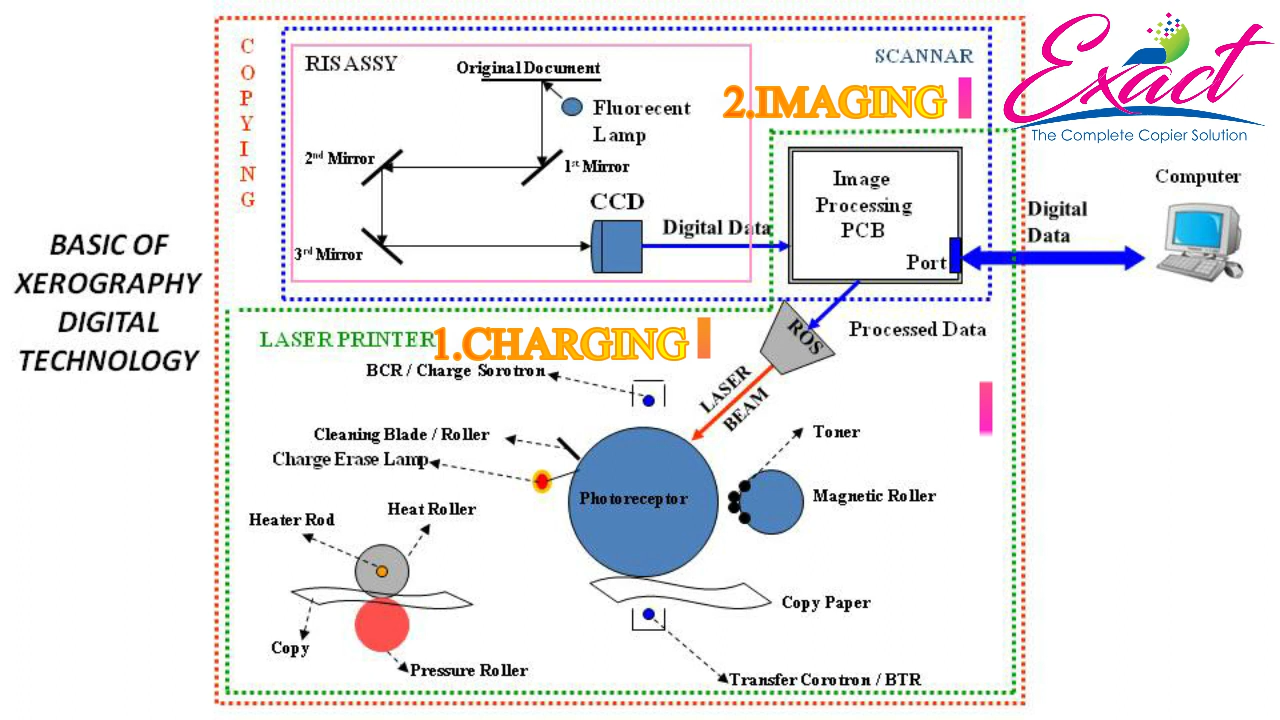 BASIC OF
XEROGRAPHY
DIGITAL
TECHNOLOGY
C
O
P
Y
I
N
G
RIS ASSY
Original Document
Fluorecent
Lamp
2nd Mirror
1st Mirror
3rd Mirror
CCD
Digital Data
SCANNAR
2.IMAGING
Exact
The Complete Copier Solution
Image
Processing
PCB
Port
Digital
Data
Computer
LASER PRINTER
1.CHARGING
ROS
Processed Data
LASER
BEAM
BCR / Charge Sorotron
Cleaning Blade / Roller
Charge Erase Lamp
Photoreceptor
Toner
Magnetic Roller
Heater Rod
Heat Roller
Copy
Pressure Roller
Copy Paper
Transfer Corotron / BTR